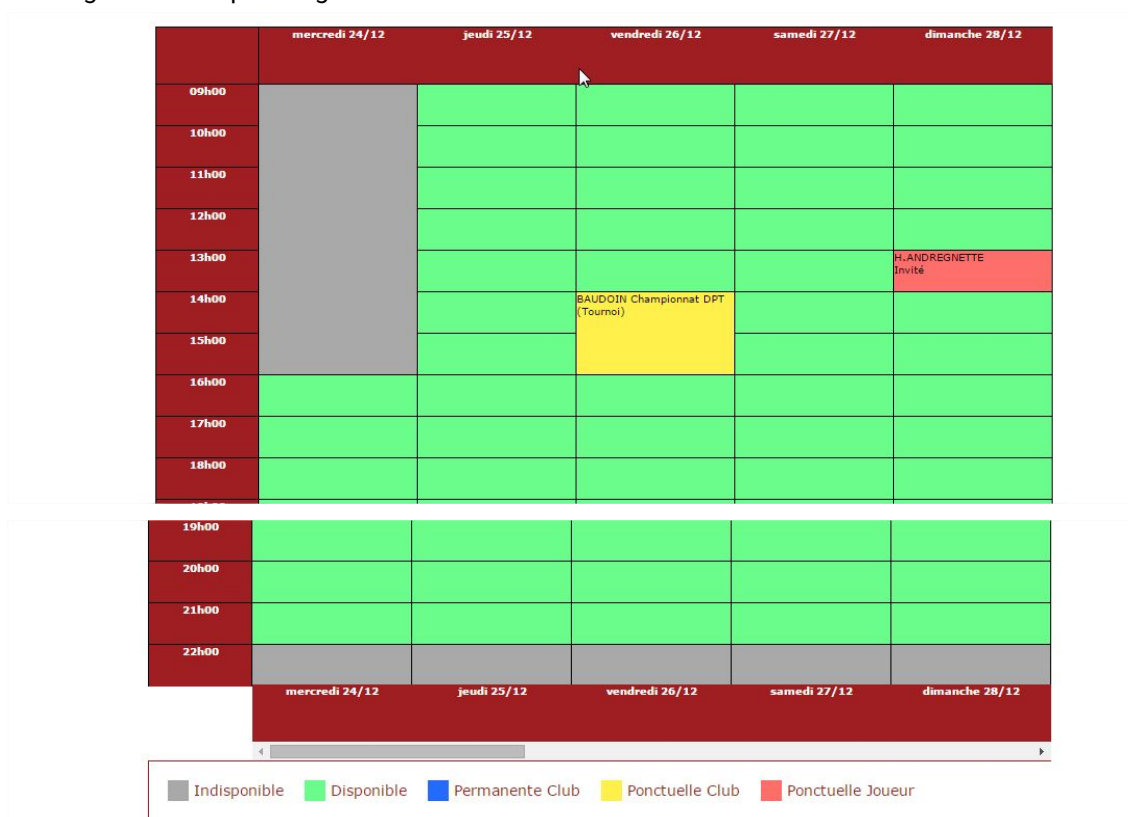 mercredi 24/12 jeudi 25/12 vendredi 26/12 samedi 27/12 dimanche 28/12
09h00
10h00
11h00
12h00
13h00
H.ANDREGNETTE
Invité
14h00
BAUDOIN Championnat DPT
(Tournoi)
15h00
16h00
17h00
18h00
19h00
20h00
21h00
22h00
mercredi 24/12 jeudi 25/12 vendredi 26/12 samedi 27/12 dimanche 28/12
Indisponible Disponible Permanente Club Ponctuelle Club Ponctuelle Joueur